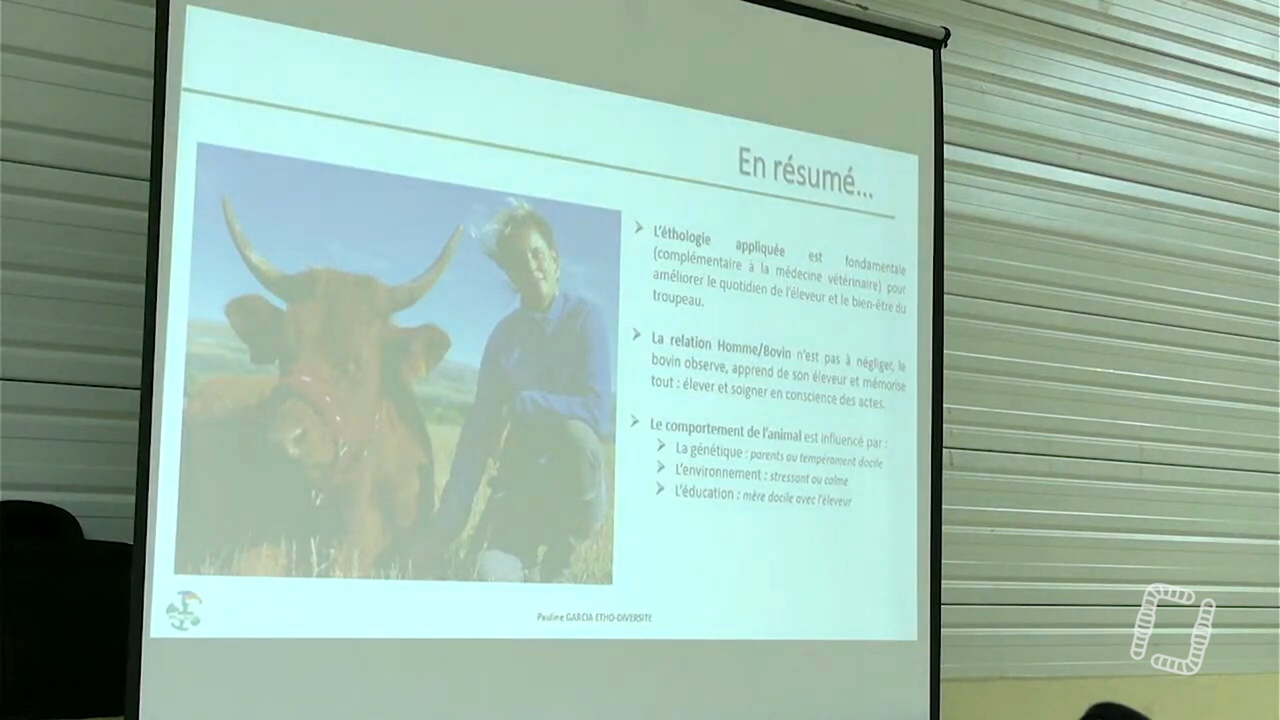 En résumé...
➢ L'éthologie appliquée est fondamentale
(complémentaire à la médecine vétérinaire) pour
améliorer le quotidien de l'éleveur et le bien-être du
troupeau.
➢ La relation Homme/Bovin n'est pas à négliger, le
bovin observe, apprend de son éleveur et mémorise
tout : élever et soigner en conscience des actes.
➢ Le comportement de l'animal est influencé par :
➢ La génétique : parents au tempérament docile
➢ L'environnement : stressant ou calme
➢ L'éducation : mère docile avec l'éleveur
Pauline GARCIA ETHO-DIVERSITE